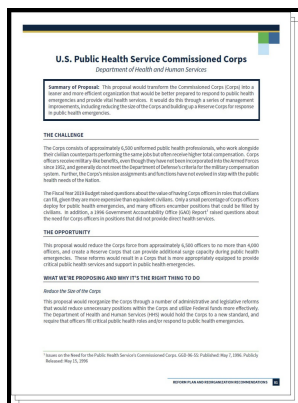 U.S. Public Health Service Commissioned Corps
Department of Health and Human Services
Summary of Proposal: This proposal would transform the Commissioned Corps (Corps) into a
leaner and more efficient organization that would be better prepared to respond to public health
emergencies and provide vital health services. It would do this through a series of management
improvements, including reducing the size of the Corps and building up a Reserve Corps for response
in public health emergencies.
THE CHALLENGE
The Corps consists of approximately 6,500 uniformed public health professionals, who work alongside
their civilian counterparts performing the same jobs but often receive higher total compensation. Corps
officers receive military-like benefits, even though they have not been incorporated into the Armed Forces
since 1952, and generally do not meet the Department of Defense's criteria for the military compensation
system. Further, the Corps's mission assignments and functions have not evolved in step with the public
health needs of the Nation.
The Fiscal Year 2019 Budget raised questions about the value of having Corps officers in roles that civilians
can fill, given they are more expensive than equivalent civilians. Only a small percentage of Corps officers
deploy for public health emergencies, and many officers encumber positions that could be filled by
civilians. In addition, a 1996 Government Accountability Office (GAO) Report¹ raised questions about
the need for Corps officers in positions that do not provide direct health services.
THE OPPORTUNITY
This proposal would reduce the Corps force from approximately 6,500 officers to no more than 4,000
officers, and create a Reserve Corps that can provide additional surge capacity during public health
emergencies. These reforms would result in a Corps that is more appropriately equipped to provide
critical public health services and support in public health emergencies.
WHAT WE'RE PROPOSING AND WHY IT'S THE RIGHT THING TO DO
Reduce the Size of the Corps
This proposal would reorganize the Corps through a number of administrative and legislative reforms
that would reduce unnecessary positions within the Corps and utilize Federal funds more effectively.
The Department of Health and Human Services (HHS) would hold the Corps to a new standard, and
require that officers fill critical public health roles and/or respond to public health emergencies.
¹ Issues on the Need for the Public Health Service's Commissioned Corps. GGD-96-55: Published: May 7, 1996. Publicly
Released: May 15, 1996
REFORM PLAN AND REORGANIZATION RECOMMENDATIONS